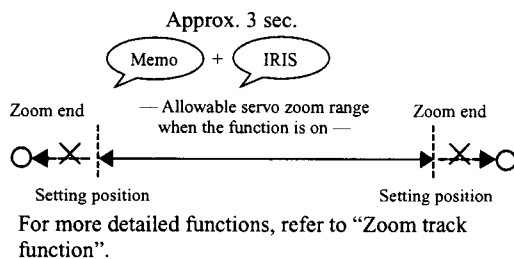 Approx. 3 sec.
Memo + IRIS
— Allowable servo zoom range
when the function is on —
Zoom end
Zoom end
Setting position
Setting position
For more detailed functions, refer to “Zoom track
function”.